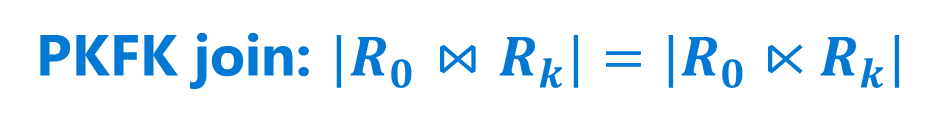 PKFK join: |R₀ ⋈ Rₖ| = |R₀ ⋉ Rₖ|